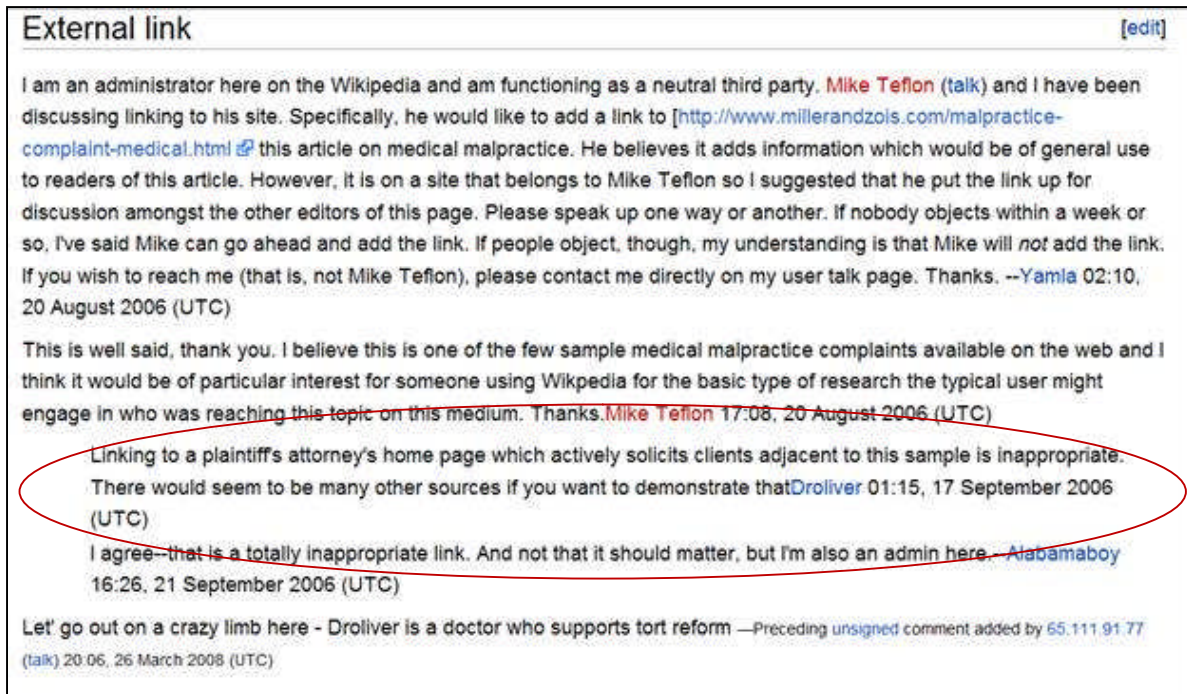 External link [edit]
I am an administrator here on the Wikipedia and am functioning as a neutral third party. Mike Teflon (talk) and I have been
discussing linking to his site. Specifically, he would like to add a link to [http://www.millerandzois.com/malpractice-
complaint-medical.html this article on medical malpractice. He believes it adds information which would be of general use
to readers of this article. However, it is on a site that belongs to Mike Teflon so I suggested that he put the link up for
discussion amongst the other editors of this page. Please speak up one way or another. If nobody objects within a week or
so, I've said Mike can go ahead and add the link. If people object, though, my understanding is that Mike will not add the link.
If you wish to reach me (that is, not Mike Teflon), please contact me directly on my user talk page. Thanks. --Yamla 02:10,
20 August 2006 (UTC)
This is well said, thank you. I believe this is one of the few sample medical malpractice complaints available on the web and I
think it would be of particular interest for someone using Wikpedia for the basic type of research the typical user might
engage in who was reaching this topic on this medium. Thanks.Mike Teflon 17:08, 20 August 2006 (UTC)
Linking to a plaintiff's attorney's home page which actively solicits clients adjacent to this sample is inappropriate.
There would seem to be many other sources if you want to demonstrate thatDroliver 01:15, 17 September 2006
(UTC)
I agree--that is a totally inappropriate link. And not that it should matter, but I'm also an admin here.--Alabamaboy
16:26, 21 September 2006 (UTC)
Let' go out on a crazy limb here - Droliver is a doctor who supports tort reform —Preceding unsigned comment added by 65.111.91.77
(talk) 20:06, 26 March 2008 (UTC)